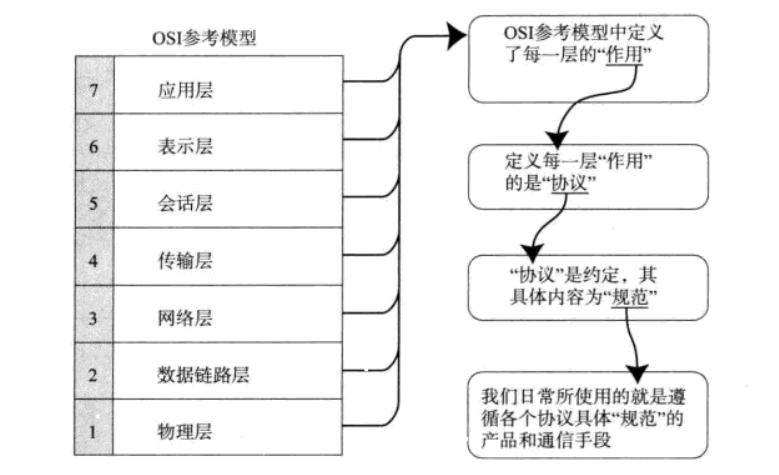 OSI参考模型
7 应用层
6 表示层
5 会话层
4 传输层
3 网络层
2 数据链路层
1 物理层
OSI参考模型中定义
了每一层的“作用”
定义每一层“作用”
的是“协议”
“协议”是约定，其
具体内容为“规范”
我们日常所使用的就是遵
循各个协议具体“规范”的
产品和通信手段